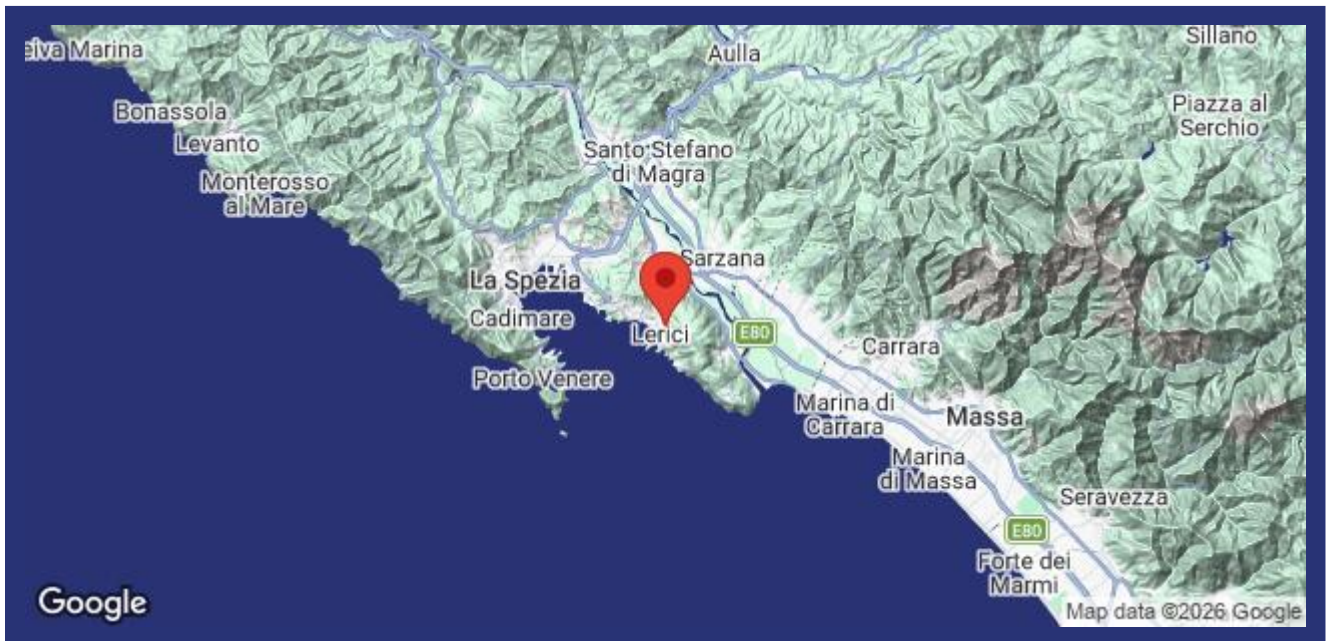 eiva Marina
Aulla
Sillano
Bonassola
Levanto
Piazza al
Serchio
Santo Stefano
di Magra
Monterosso
al Mare
Sarzana
La Spezia
Cadimare
Lerici
E80
Carrara
Porto Venere
Marina di
Carrara
Massa
Marina
di Massa
Seravezza
E80
Forte dei
Marmi
Google
Map data ©2026 Google